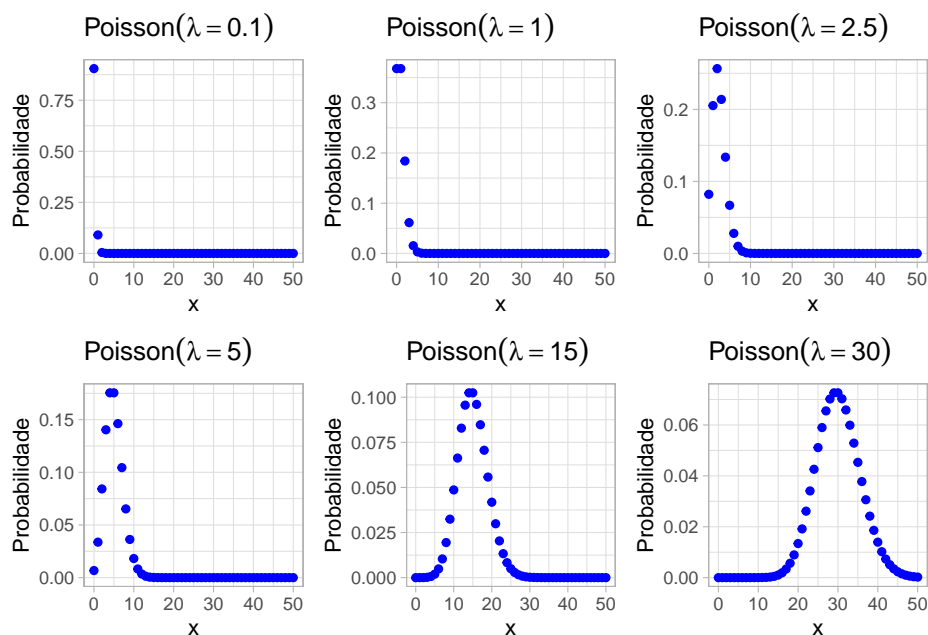 Poisson(λ = 0.1)
Probabilidade
0.75
0.50
0.25
0.00
0 10 20 30 40 50
x
Poisson(λ = 1)
Probabilidade
0.3
0.2
0.1
0.0
0 10 20 30 40 50
x
Poisson(λ = 2.5)
Probabilidade
0.2
0.1
0.0
0 10 20 30 40 50
x
Poisson(λ = 5)
Probabilidade
0.15
0.10
0.05
0.00
0 10 20 30 40 50
x
Poisson(λ = 15)
Probabilidade
0.100
0.075
0.050
0.025
0.000
0 10 20 30 40 50
x
Poisson(λ = 30)
Probabilidade
0.06
0.04
0.02
0.00
0 10 20 30 40 50
x